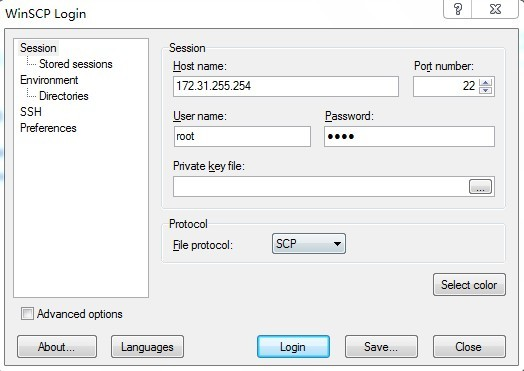 WinSCP Login
?
Session
Stored sessions
Environment
Directories
SSH
Preferences
Session
Host name:
Port number:
172.31.255.254
22
User name:
Password:
root
••••
Private key file:
...
Protocol
File protocol:
SCP
Select color
Advanced options
About...
Languages
Login
Save...
Close